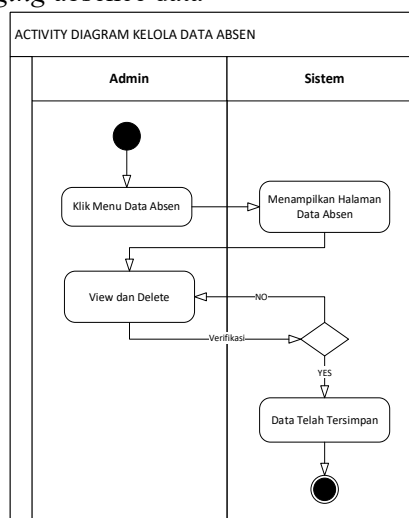 ACTIVITY DIAGRAM KELOLA DATA ABSEN
Admin
Sistem
Klik Menu Data Absen
Menampilkan Halaman
Data Absen
View dan Delete
NO
Verifikasi
YES
Data Telah Tersimpan